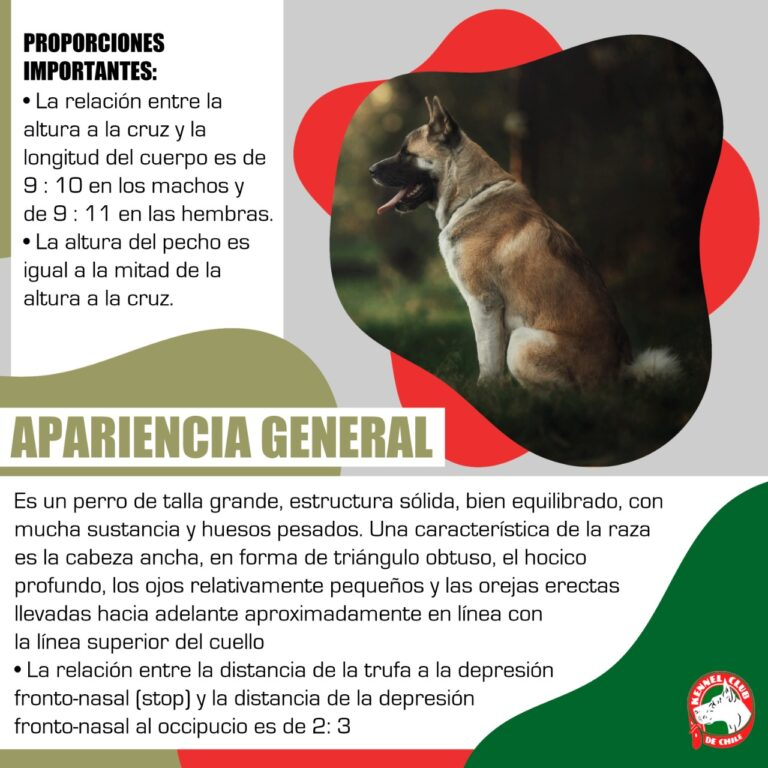 PROPORCIONES
IMPORTANTES:
• La relación entre la
altura a la cruz y la
longitud del cuerpo es de
9 : 10 en los machos y
de 9 : 11 en las hembras.
• La altura del pecho es
igual a la mitad de la
altura a la cruz.
APARIENCIA GENERAL
Es un perro de talla grande, estructura sólida, bien equilibrado, con
mucha sustancia y huesos pesados. Una característica de la raza
es la cabeza ancha, en forma de triángulo obtuso, el hocico
profundo, los ojos relativamente pequeños y las orejas erectas
llevadas hacia adelante aproximadamente en línea con
la línea superior del cuello
• La relación entre la distancia de la trufa a la depresión
fronto-nasal (stop) y la distancia de la depresión
fronto-nasal al occipucio es de 2: 3
KENNEL CLUB
DE CHILE